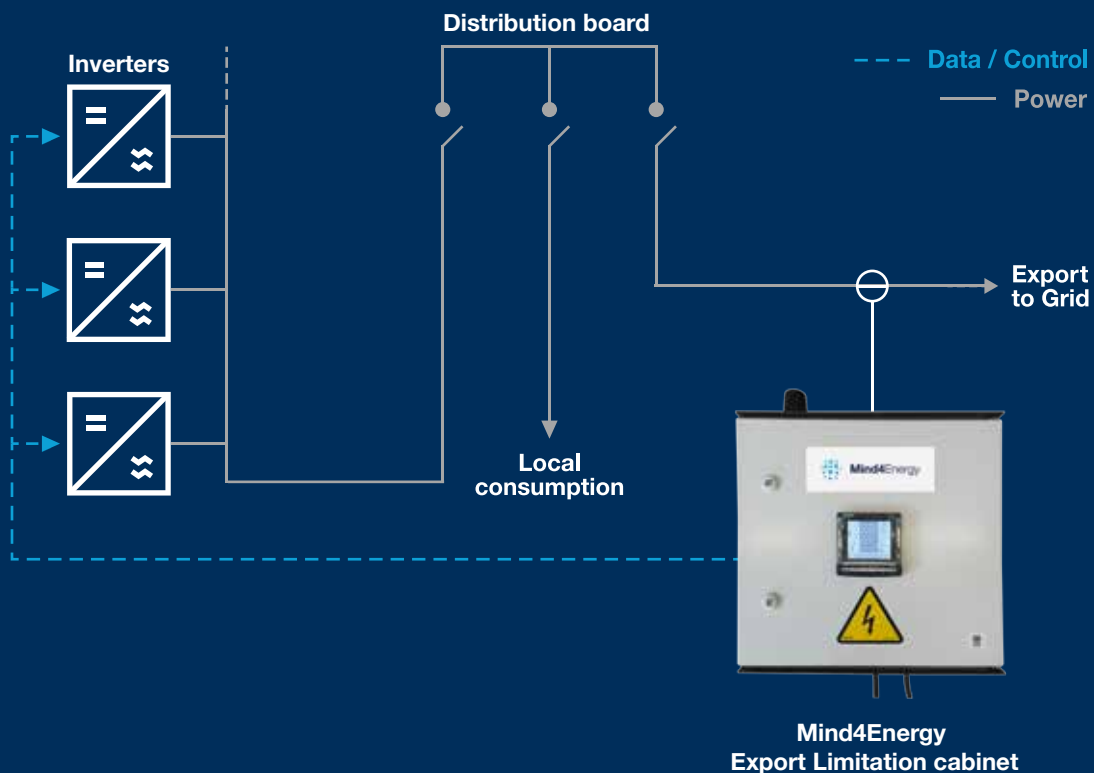 Distribution board
Inverters
Data / Control
Power
Export
to Grid
Local
consumption
Mind4Energy
Mind4Energy
Export Limitation cabinet